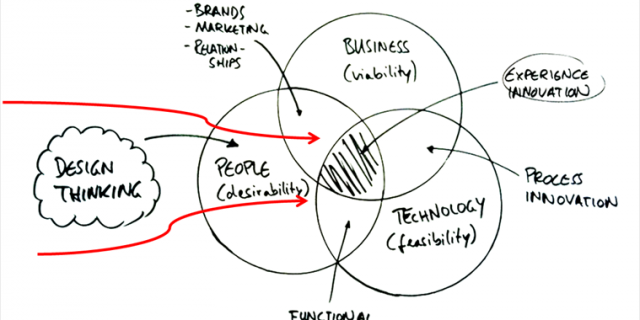 - BRANDS
- MARKETING
- RELATION-
SHIPS
BUSINESS
(viability)
EXPERIENCE
INNOVATION
DESIGN
THINKING
PEOPLE
(desirability)
PROCESS
INNOVATION
TECHNOLOGY
(feasibility)
FUNCTIONAL